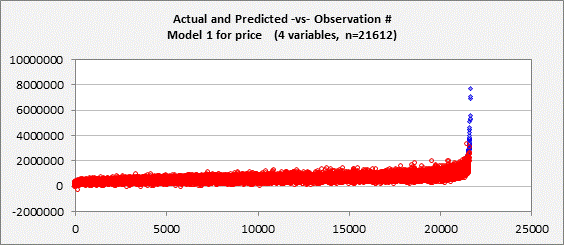 Actual and Predicted -vs- Observation #
Model 1 for price (4 variables, n=21612)
10000000
8000000
6000000
4000000
2000000
0
-2000000
0 5000 10000 15000 20000 25000